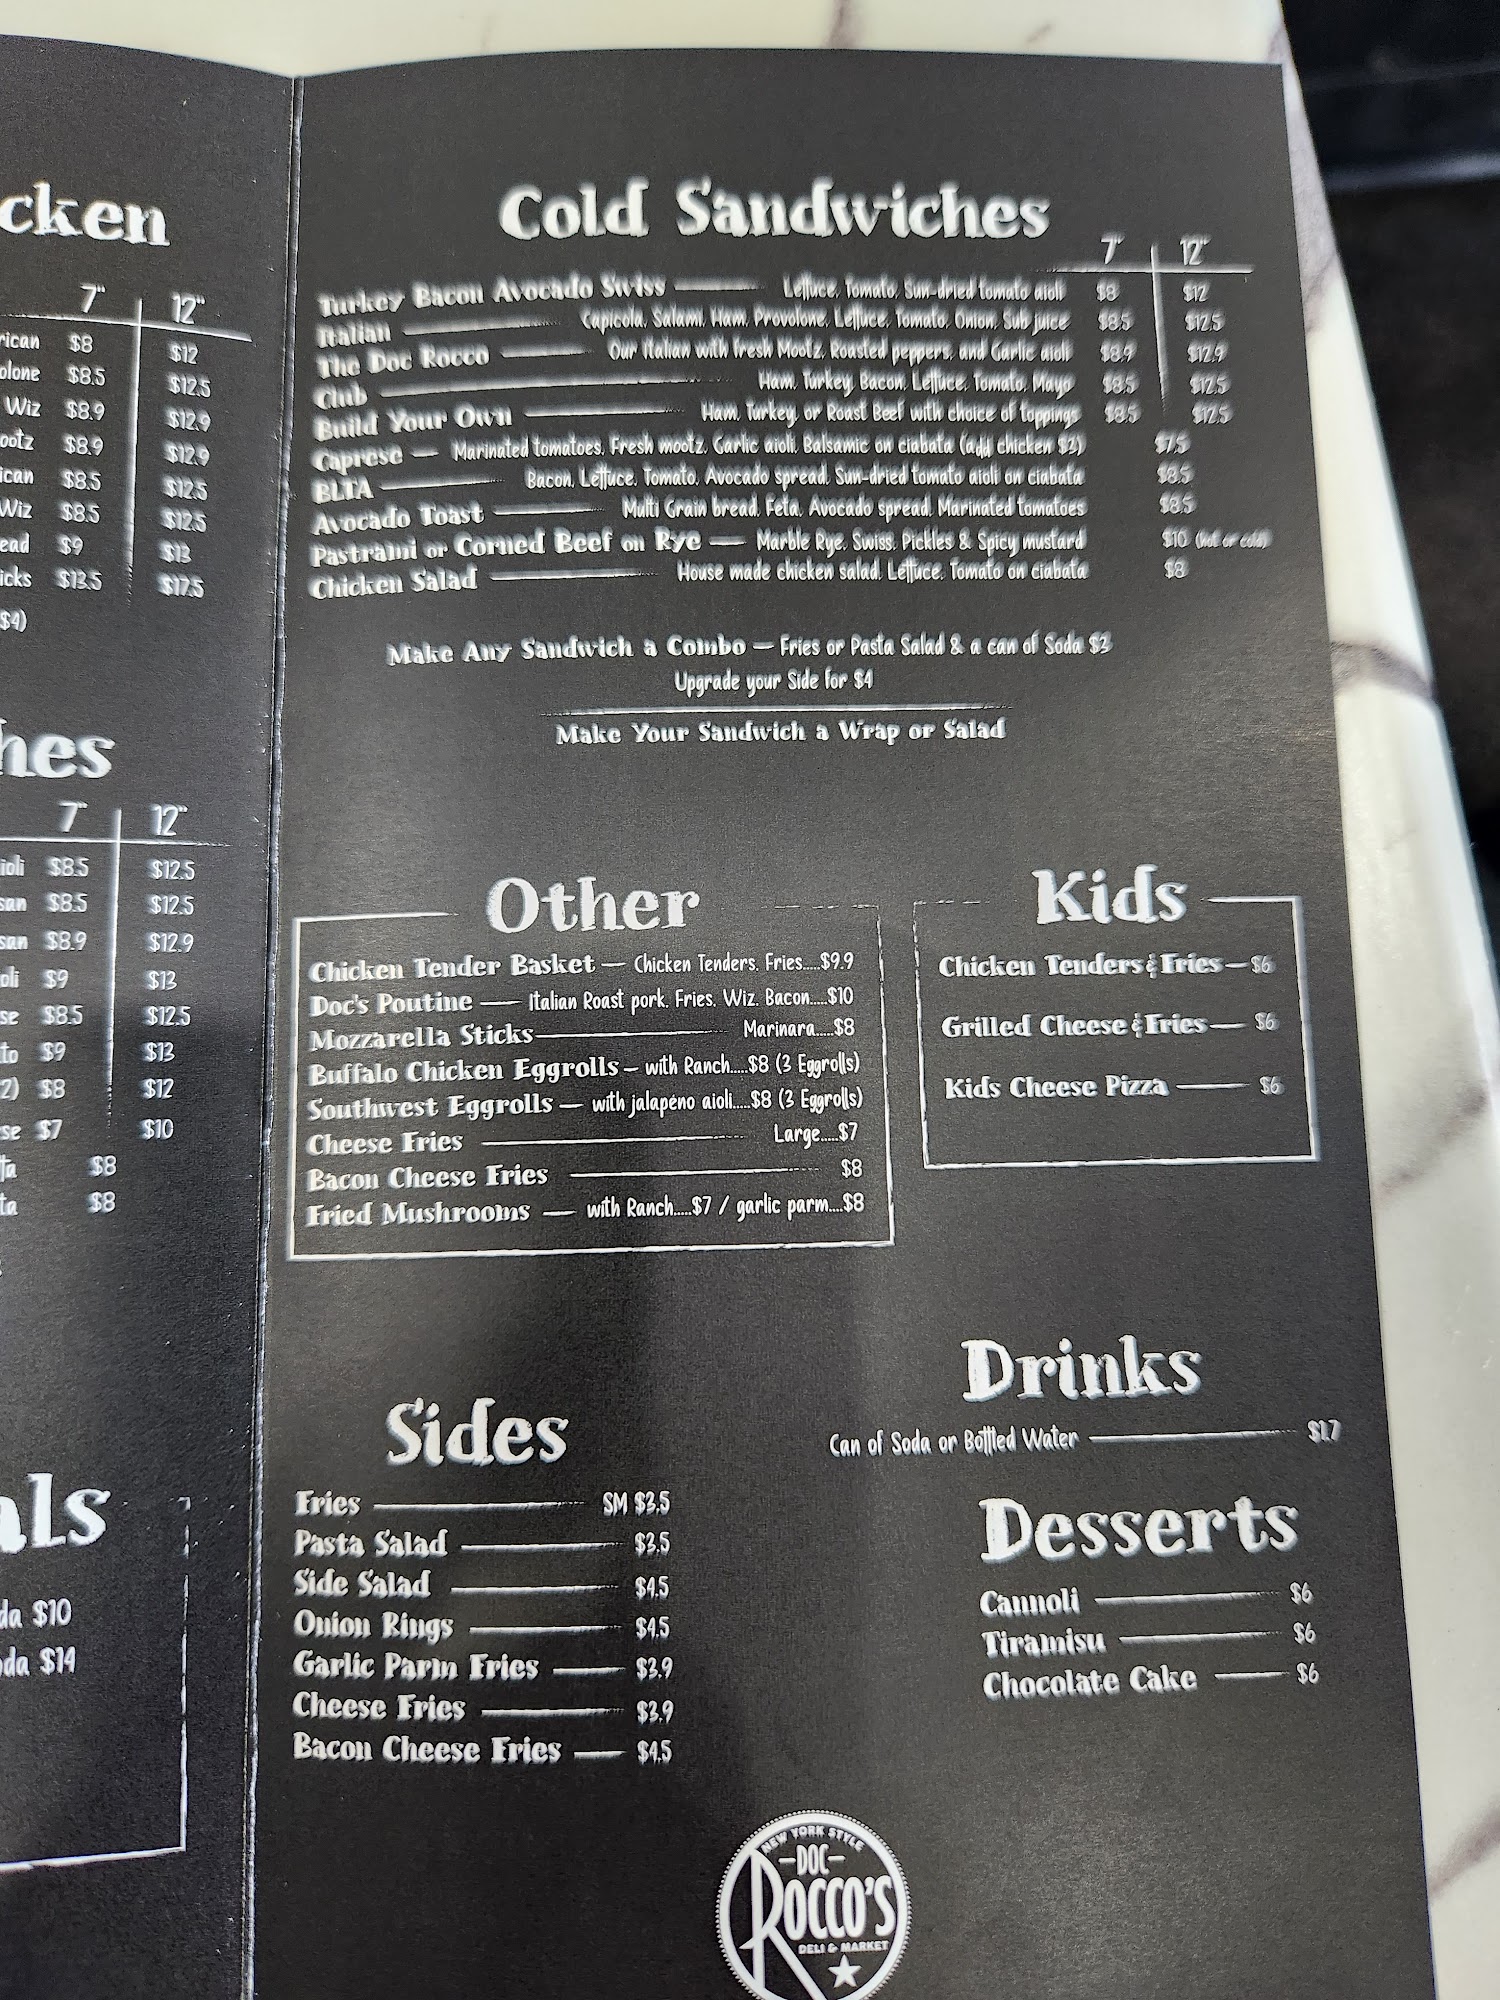 cken
7" 12"
rican $8 $12
olone $8.5 $12.5
Wiz $8.9 $12.9
ootz $8.9 $12.9
ican $8.5 $12.5
Wiz $8.5 $12.5
ead $9 $13
icks $13.5 $17.5
$4)
hes
7" 12"
ioli $8.5 $12.5
san $8.5 $12.5
san $8.9 $12.9
oli $9 $13
se $8.5 $12.5
to $9 $13
2) $8 $12
se $7 $10
ta $8
ta $8
als
da $10
oda $14
Cold Sandwiches
7" 12"
Turkey Bacon Avocado Swiss Lettuce, Tomato, Sun-dried tomato aioli $8 $12
Italian Capicola, Salami, Ham, Provolone, Lettuce, Tomato, Onion, Sub juice $8.5 $12.5
The Doc Rocco Our Italian with fresh Mootz, Roasted peppers, and Garlic aioli $8.9 $12.9
Club Ham, Turkey, Bacon, Lettuce, Tomato, Mayo $8.5 $12.5
Build Your Own Ham, Turkey, or Roast Beef with choice of toppings $8.5 $12.5
Caprese — Marinated tomatoes, Fresh mootz, Garlic aioli, Balsamic on ciabata (add chicken $3) $7.5
BLTA Bacon, Lettuce, Tomato, Avocado spread, Sun-dried tomato aioli on ciabata $8.5
Avocado Toast Multi Grain bread, Feta, Avocado spread, Marinated tomatoes $8.5
Pastrami or Corned Beef on Rye — Marble Rye, Swiss, Pickles & Spicy mustard $10 (hot or cold)
Chicken Salad House made chicken salad, Lettuce, Tomato on ciabata $8
Make Any Sandwich a Combo — Fries or Pasta Salad & a can of Soda $3
Upgrade your Side for $4
Make Your Sandwich a Wrap or Salad
Other
Chicken Tender Basket — Chicken Tenders, Fries.....$9.9
Doc's Poutine — Italian Roast pork, Fries, Wiz, Bacon.....$10
Mozzarella Sticks Marinara.....$8
Buffalo Chicken Eggrolls – with Ranch.....$8 (3 Eggrolls)
Southwest Eggrolls — with jalapeno aioli.....$8 (3 Eggrolls)
Cheese Fries Large.....$7
Bacon Cheese Fries $8
Fried Mushrooms — with Ranch.....$7 / garlic parm....$8
Kids
Chicken Tenders & Fries — $6
Grilled Cheese & Fries — $6
Kids Cheese Pizza — $6
Sides
Fries SM $3.5
Pasta Salad $3.5
Side Salad $4.5
Onion Rings $4.5
Garlic Parm Fries $3.9
Cheese Fries $3.9
Bacon Cheese Fries — $4.5
Drinks
Can of Soda or Bottled Water $1.7
Desserts
Cannoli $6
Tiramisu $6
Chocolate Cake $6
NEW YORK STYLE
–DOC–
ROCCO'S
DELI & MARKET